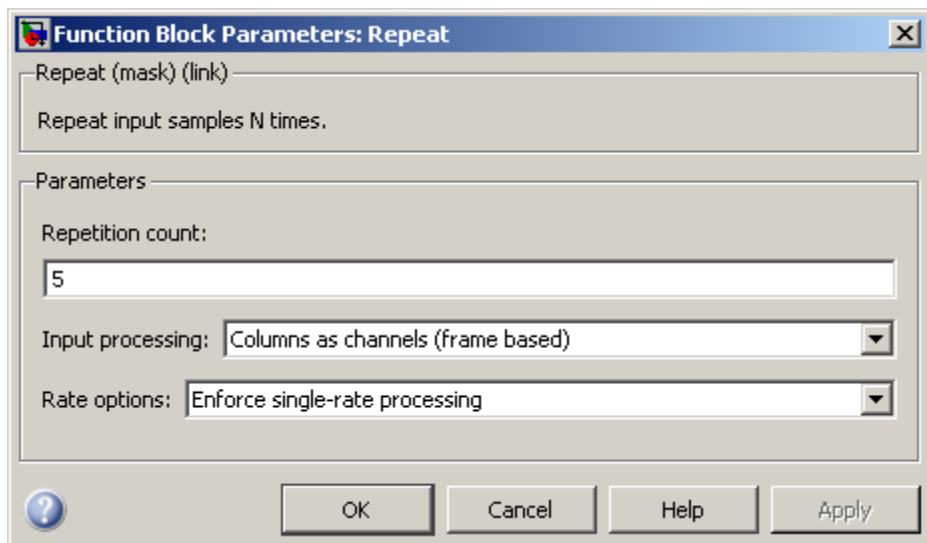 Function Block Parameters: Repeat
Repeat (mask) (link)
Repeat input samples N times.
Parameters
Repetition count:
5
Input processing: Columns as channels (frame based)
Rate options: Enforce single-rate processing
? OK Cancel Help Apply